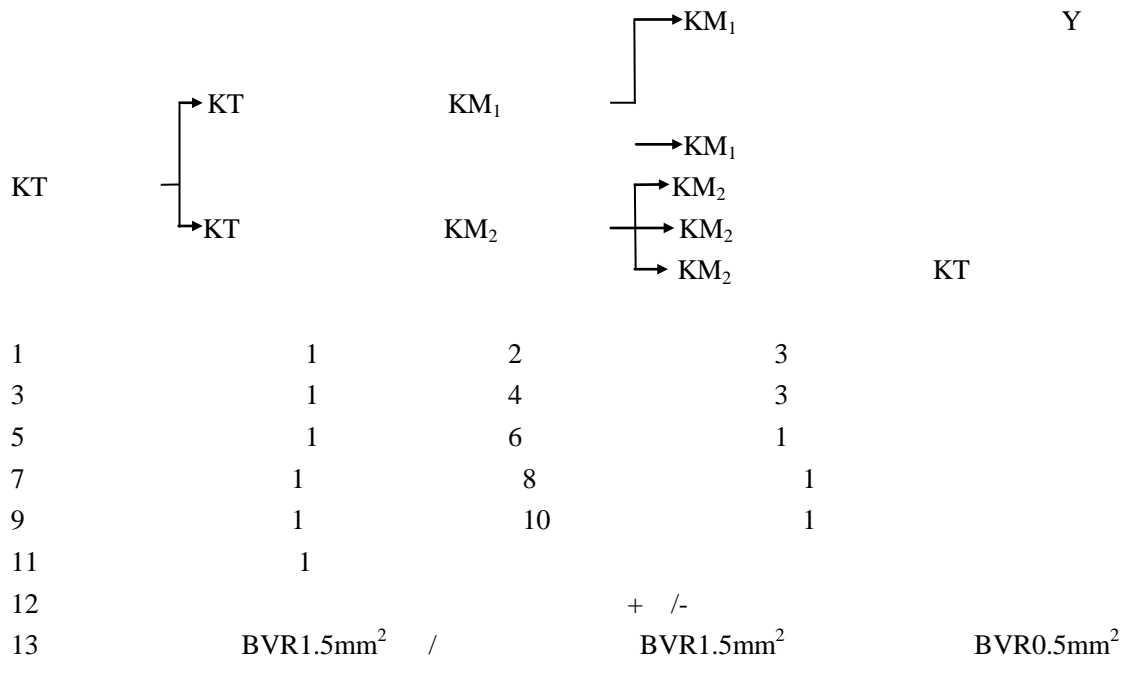 KM₁ Y
KT KM₁
KM₁
KT KM₂
KT KM₂ KM₂
KM₂ KT
1 1 2 3
3 1 4 3
5 1 6 1
7 1 8 1
9 1 10 1
11 1
12 + /-
13 BVR1.5mm² / BVR1.5mm² BVR0.5mm²